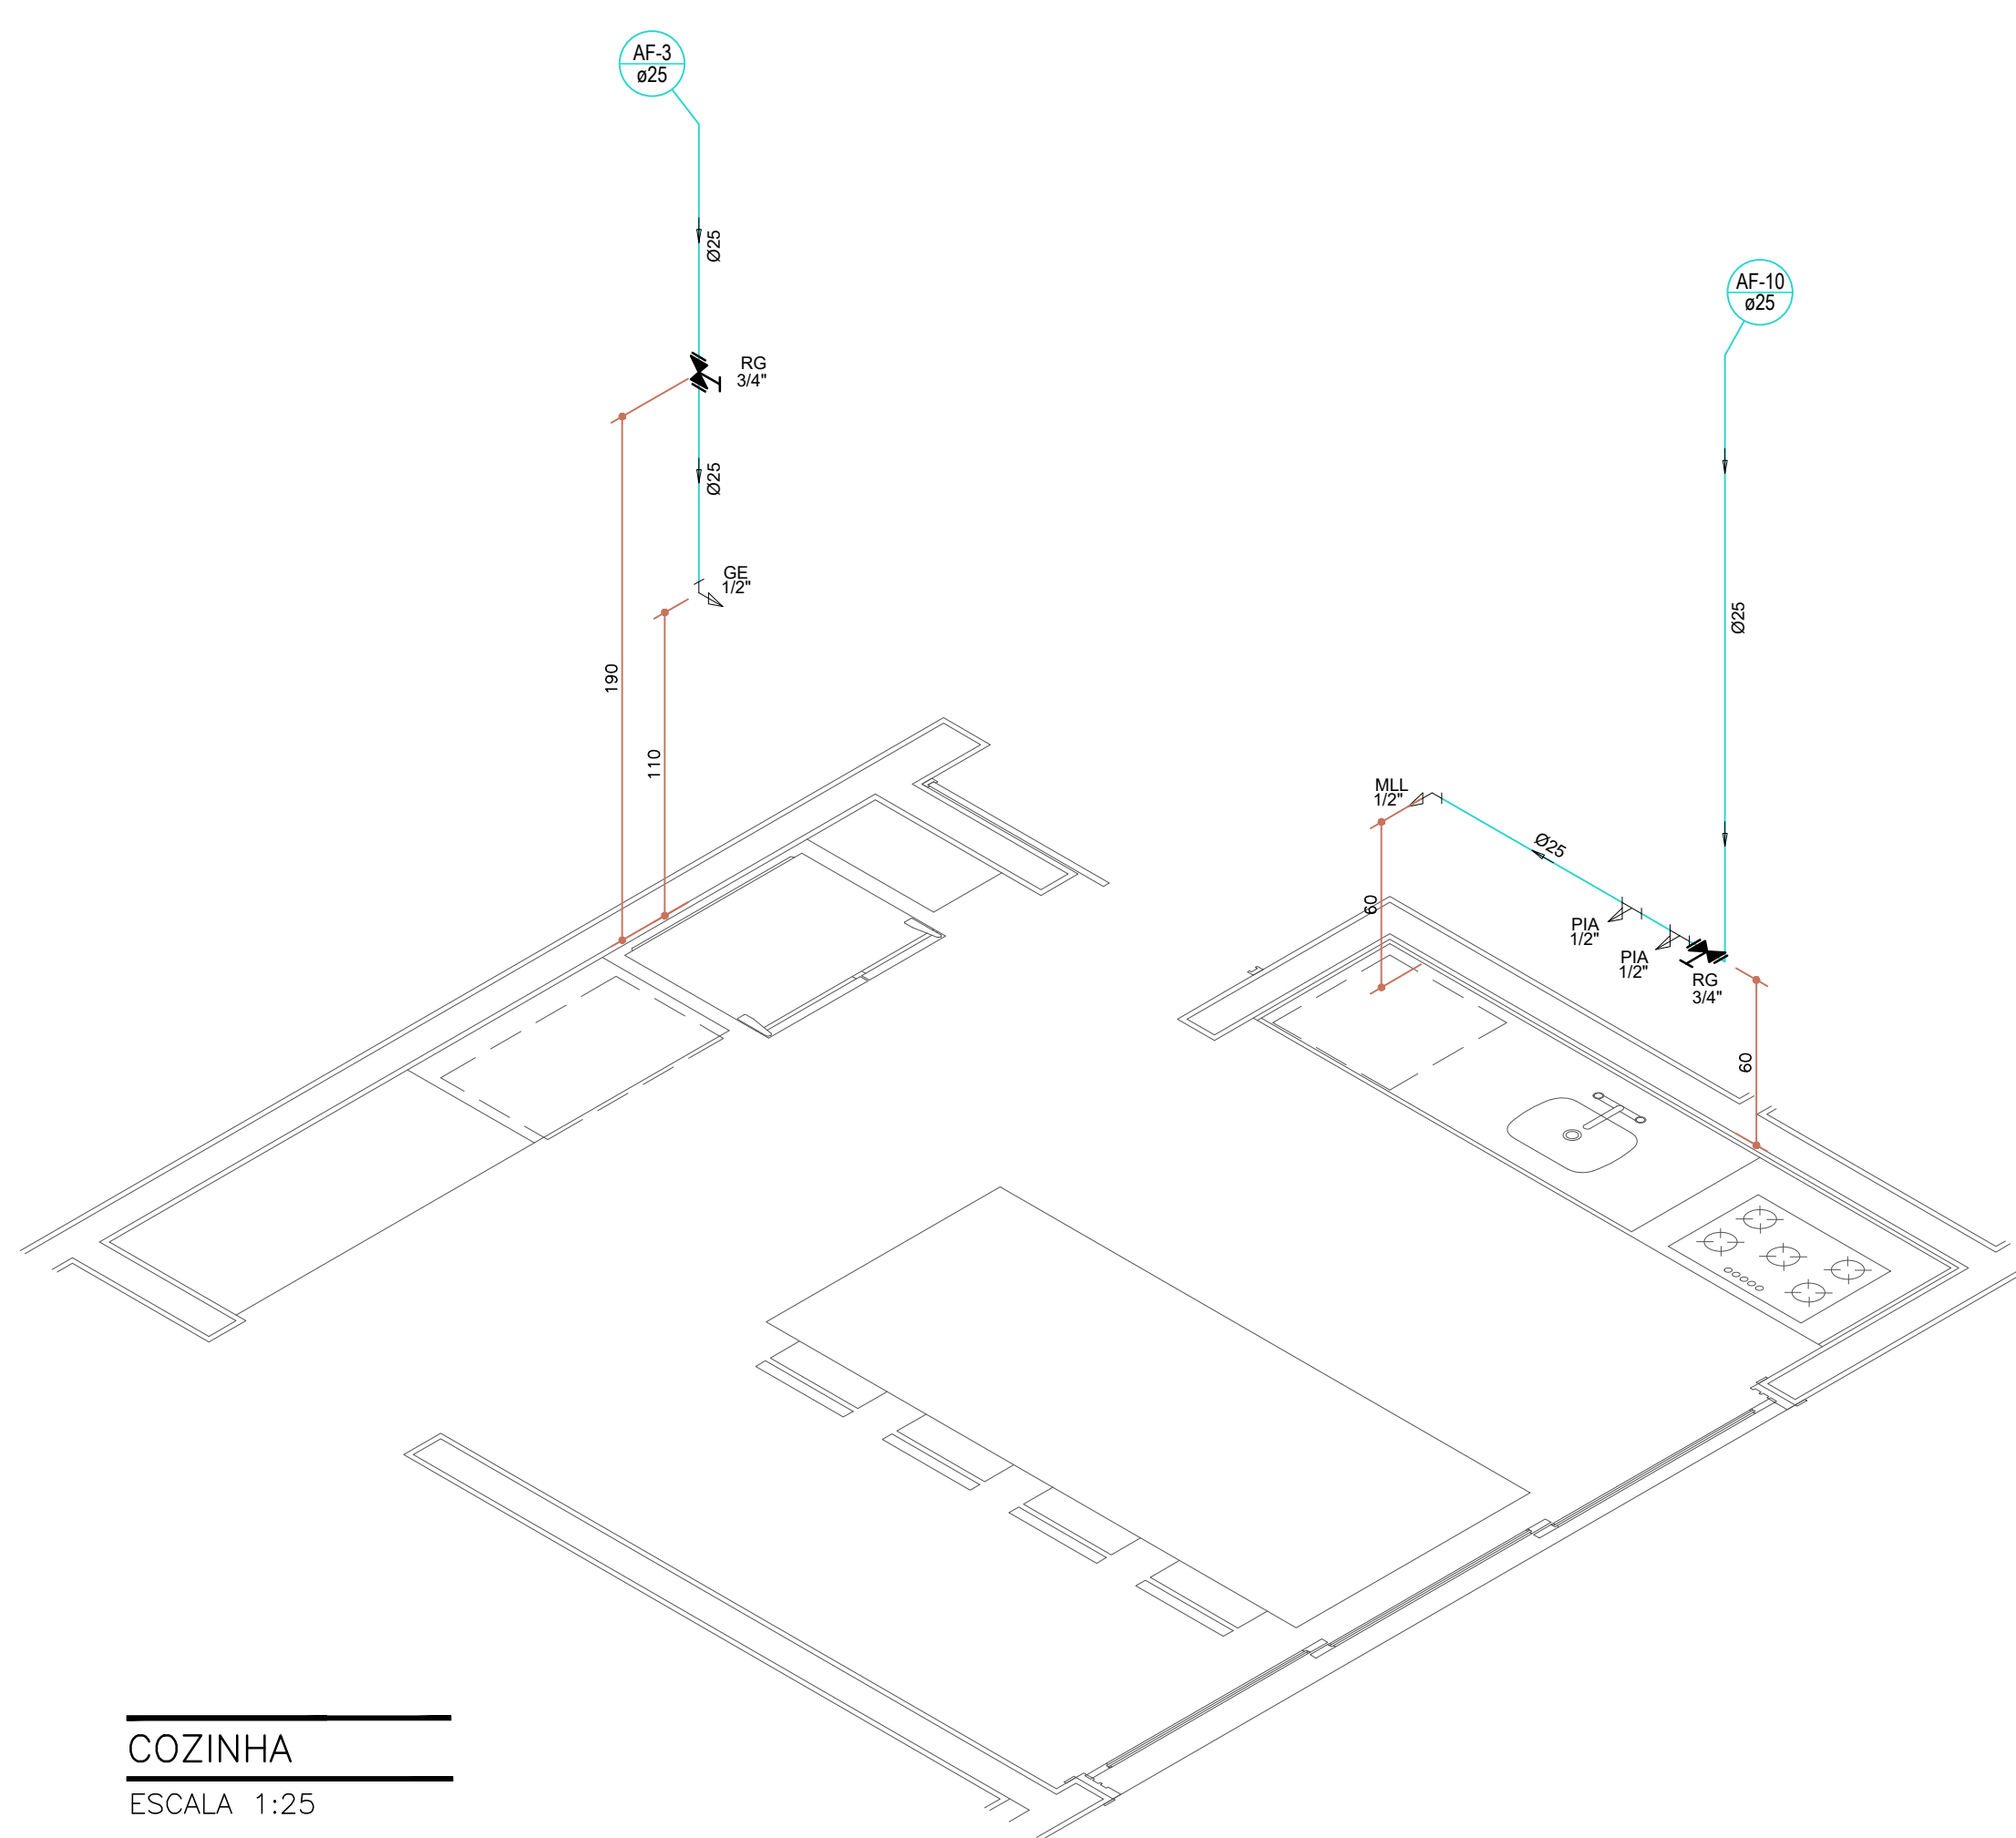 AF-3
ø25
Ø25
RG
3/4"
Ø25
GE
1/2"
190
110
AF-10
ø25
Ø25
MLL
1/2"
Ø25
60
PIA
1/2"
PIA
1/2"
RG
3/4"
60
COZINHA
ESCALA 1:25